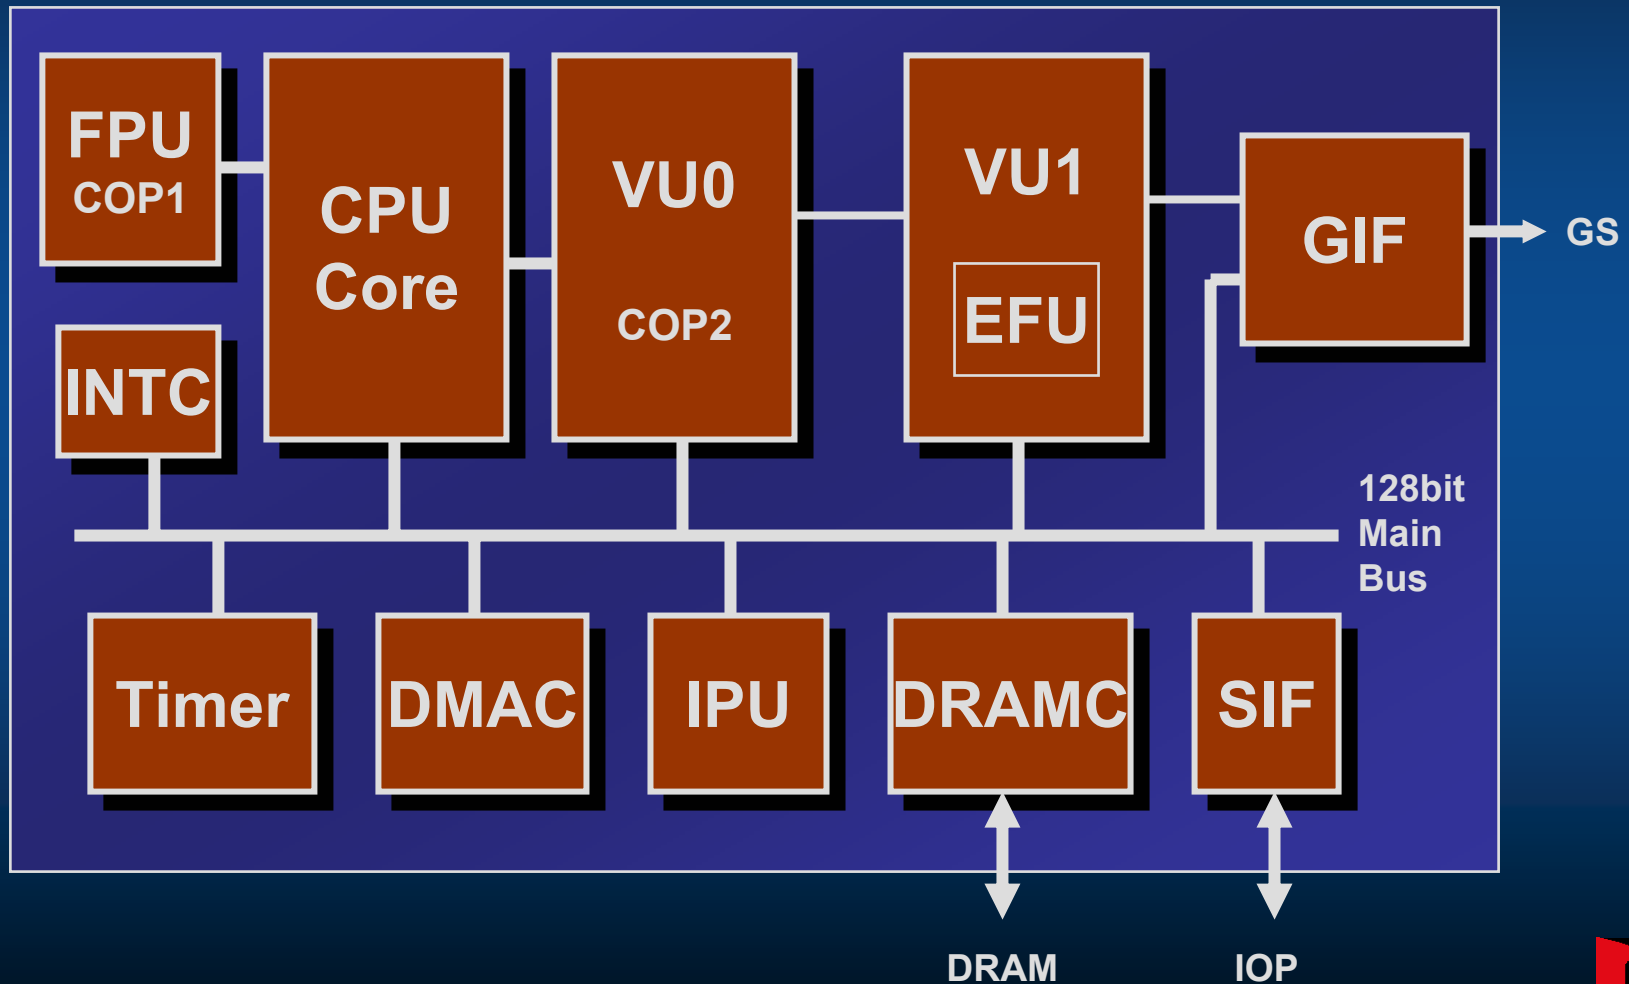 FPU
COP1
CPU
Core
VU0
COP2
VU1
EFU
GIF
GS
INTC
128bit
Main
Bus
Timer
DMAC
IPU
DRAMC
SIF
DRAM
IOP